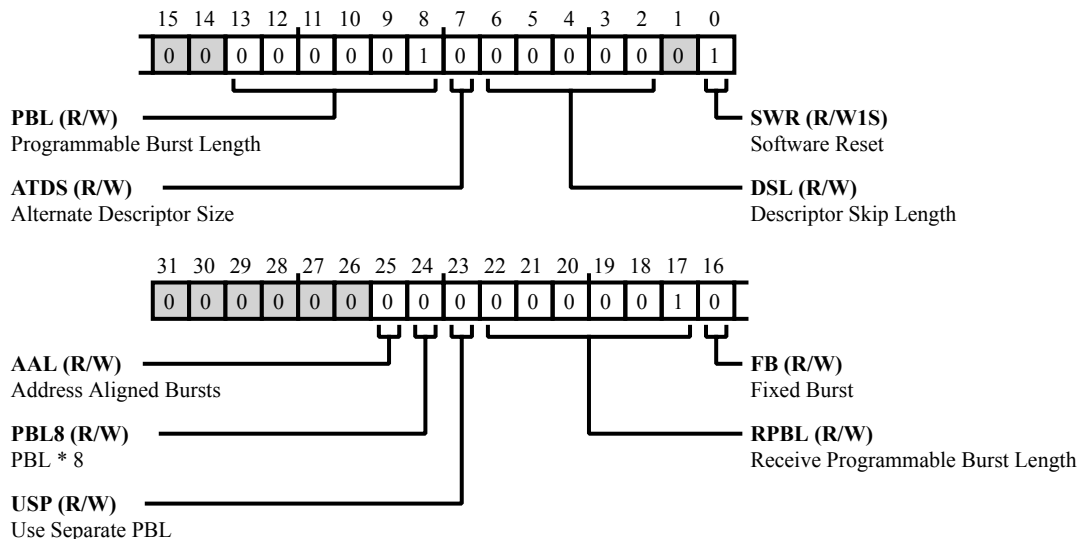 15 14 13 12 11 10 9 8 7 6 5 4 3 2 1 0
0 0 0 0 0 0 0 1 0 0 0 0 0 0 0 1
PBL (R/W)
Programmable Burst Length
SWR (R/W1S)
Software Reset
ATDS (R/W)
Alternate Descriptor Size
DSL (R/W)
Descriptor Skip Length
31 30 29 28 27 26 25 24 23 22 21 20 19 18 17 16
0 0 0 0 0 0 0 0 0 0 0 0 0 0 1 0
AAL (R/W)
Address Aligned Bursts
FB (R/W)
Fixed Burst
PBL8 (R/W)
PBL * 8
RPBL (R/W)
Receive Programmable Burst Length
USP (R/W)
Use Separate PBL